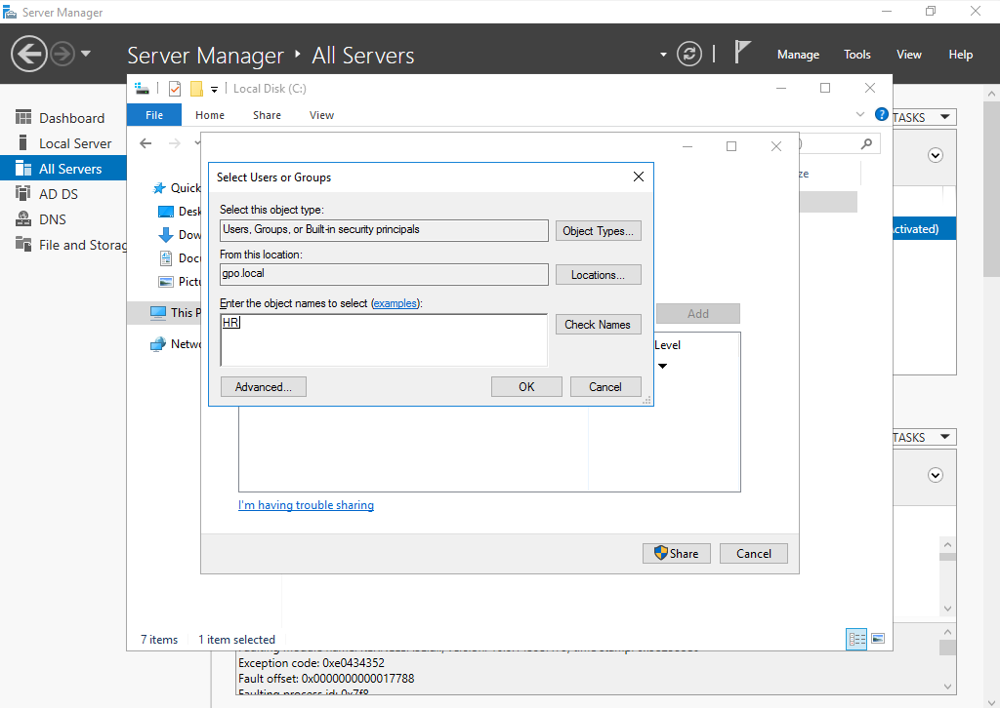 Server Manager
Server Manager ‣ All Servers
Manage
Tools
View
Help
Local Disk (C:)
File
Home
Share
View
Dashboard
Local Server
All Servers
AD DS
DNS
File and Storag
TASKS
Quick
Desk
Dow
Docu
Pictu
This P
Netwo
ze
Activated)
Select Users or Groups
Select this object type:
Users, Groups, or Built-in security principals
Object Types...
From this location:
gpo.local
Locations...
Enter the object names to select (examples):
HR
Check Names
Advanced...
OK
Cancel
Add
Level
TASKS
I'm having trouble sharing
Share
Cancel
7 items
1 item selected
Exception code: 0xe0434352
Fault offset: 0x0000000000017788
Faulting process id: 0x7f8